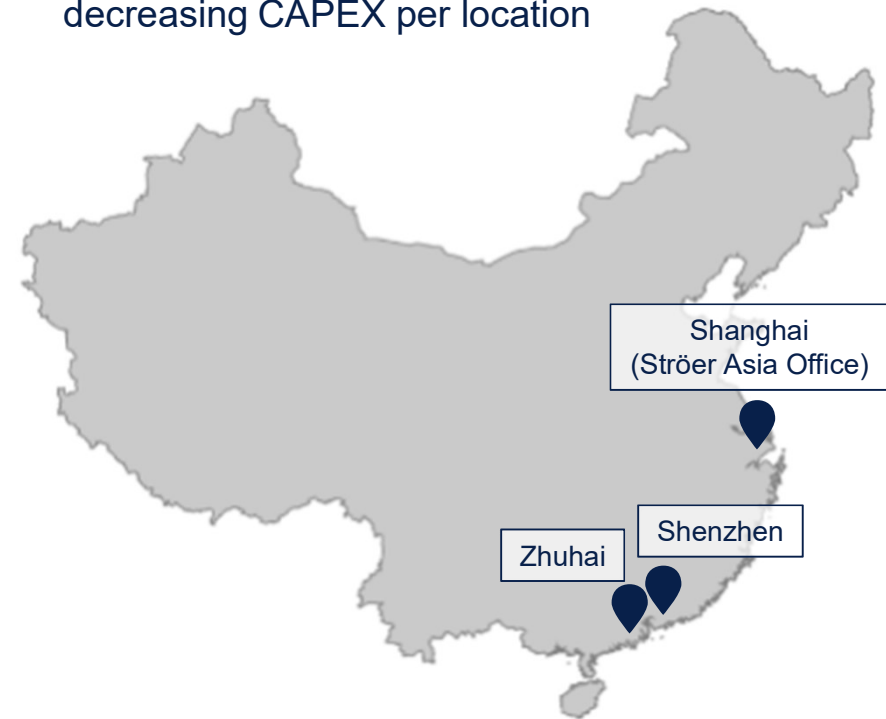 decreasing CAPEX per location
Shanghai
(Ströer Asia Office)
Shenzhen
Zhuhai